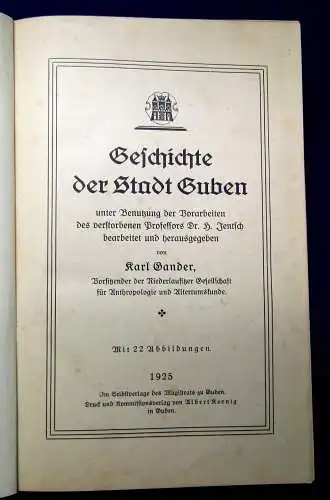 Geschichte
der Stadt Guben
unter Benutzung der Vorarbeiten
des verstorbenen Professors Dr. H. Jentsch
bearbeitet und herausgegeben
von
Karl Gander,
Vorsitzender der Niederlausitzer Gesellschaft
für Anthropologie und Altertumskunde.
Mit 22 Abbildungen.
1925
Im Selbstverlage des Magistrats zu Guben.
Druck und Kommissionsverlag von Albert Koenig
in Guben.